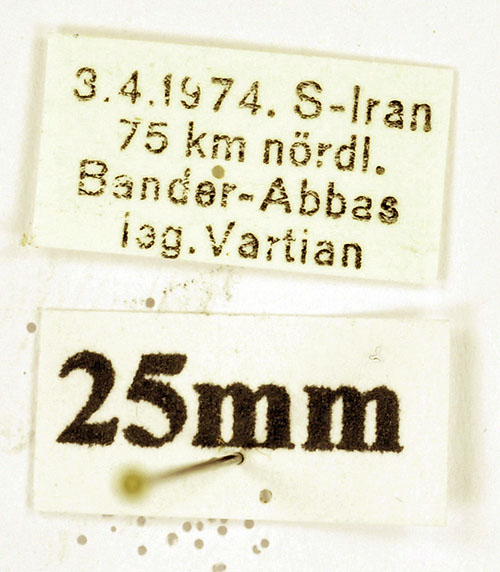 3.4.1974. S-Iran
75 km nördl.
Bander-Abbas
leg. Vartian
25mm